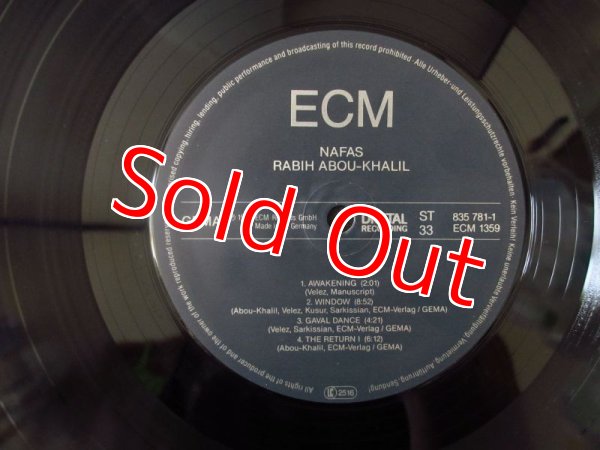 used copying, hiring, lending, public performance and broadcasting of this record prohibited · Alle Urheber- und Leistungsschutzrechte vorbehalten · Kein Verleih! Keine unerlaubte Vervielfältigung, Vermietung, Aufführung, Sendung!
ECM
NAFAS
RABIH ABOU-KHALIL
Sold Out
ECM GmbH
Made in Germany
DIGITAL
RECORDING
ST
33
835 781-1
ECM 1359
1. AWAKENING (2:01)
(Velez, Manuscript)
2. WINDOW (8:52)
(Abou-Khalil, Velez, Kusur, Sarkissian, ECM-Verlag / GEMA)
3. GAVAL DANCE (4:21)
(Velez, Sarkissian, ECM-Verlag / GEMA)
4. THE RETURN I (6:12)
(Abou-Khalil, ECM-Verlag / GEMA)
LC 2516
All rights of the producer and of the owner of the work reproduced reserved